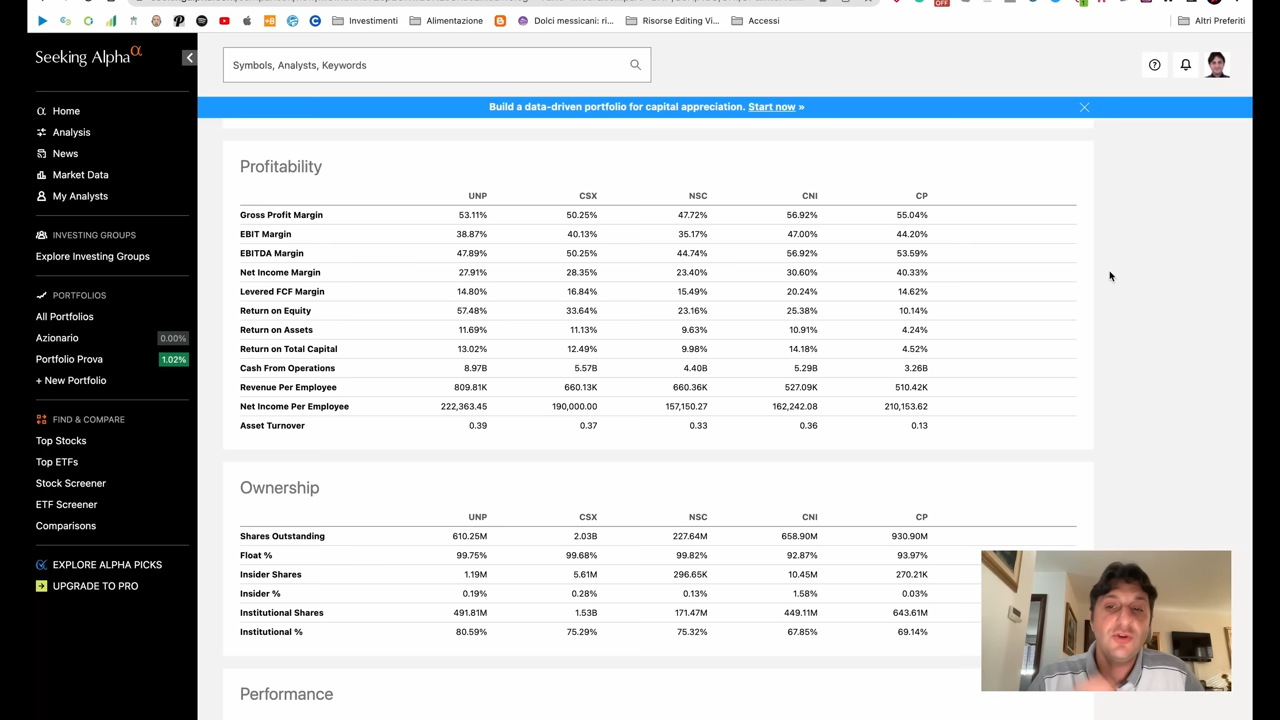 Investimenti
Alimentazione
Dolci messicani: ri...
Risorse Editing Vi...
Accessi
Altri Preferiti
Seeking Alpha α
Symbols, Analysts, Keywords
Build a data-driven portfolio for capital appreciation. Start now »
Home
Analysis
News
Market Data
My Analysts
INVESTING GROUPS
Explore Investing Groups
PORTFOLIOS
All Portfolios
Azionario 0.00%
Portfolio Prova 1.02%
+ New Portfolio
FIND & COMPARE
Top Stocks
Top ETFs
Stock Screener
ETF Screener
Comparisons
EXPLORE ALPHA PICKS
UPGRADE TO PRO
Profitability
UNP CSX NSC CNI CP
Gross Profit Margin 53.11% 50.25% 47.72% 56.92% 55.04%
EBIT Margin 38.87% 40.13% 35.17% 47.00% 44.20%
EBITDA Margin 47.89% 50.25% 44.74% 56.92% 53.59%
Net Income Margin 27.91% 28.35% 23.40% 30.60% 40.33%
Levered FCF Margin 14.80% 16.84% 15.49% 20.24% 14.62%
Return on Equity 57.48% 33.64% 23.16% 25.38% 10.14%
Return on Assets 11.69% 11.13% 9.63% 10.91% 4.24%
Return on Total Capital 13.02% 12.49% 9.98% 14.18% 4.52%
Cash From Operations 8.97B 5.57B 4.40B 5.29B 3.26B
Revenue Per Employee 809.81K 660.13K 660.36K 527.09K 510.42K
Net Income Per Employee 222,363.45 190,000.00 157,150.27 162,242.08 210,153.62
Asset Turnover 0.39 0.37 0.33 0.36 0.13
Ownership
UNP CSX NSC CNI CP
Shares Outstanding 610.25M 2.03B 227.64M 658.90M 930.90M
Float % 99.75% 99.68% 99.82% 92.87% 93.97%
Insider Shares 1.19M 5.61M 296.65K 10.45M 270.21K
Insider % 0.19% 0.28% 0.13% 1.58% 0.03%
Institutional Shares 491.81M 1.53B 171.47M 449.11M 643.61M
Institutional % 80.59% 75.29% 75.32% 67.85% 69.14%
Performance